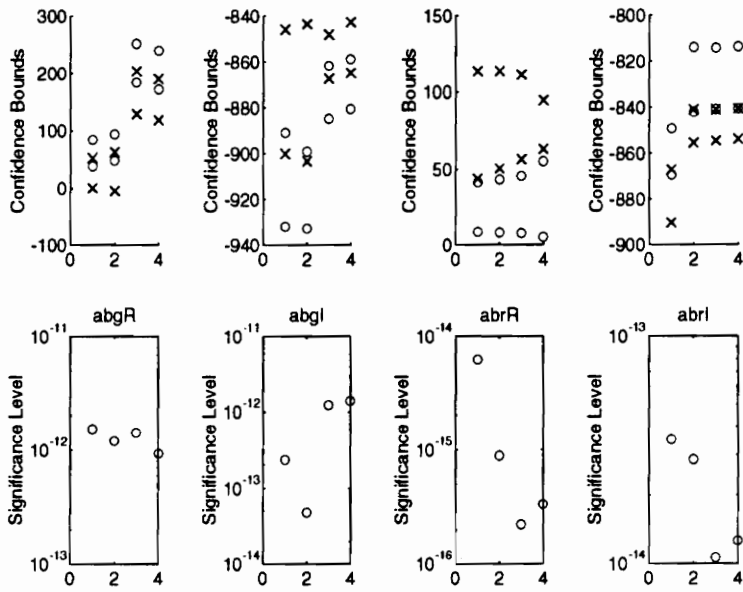 Confidence Bounds
300
200
100
0
-100
0 2 4
Confidence Bounds
-840
-860
-880
-900
-920
-940
0 2 4
Confidence Bounds
150
100
50
0
0 2 4
Confidence Bounds
-800
-820
-840
-860
-880
-900
0 2 4
abgR
Significance Level
10^-11
10^-12
10^-13
0 2 4
abgI
Significance Level
10^-11
10^-12
10^-13
10^-14
0 2 4
abrR
Significance Level
10^-14
10^-15
10^-16
0 2 4
abrI
Significance Level
10^-13
10^-14
0 2 4